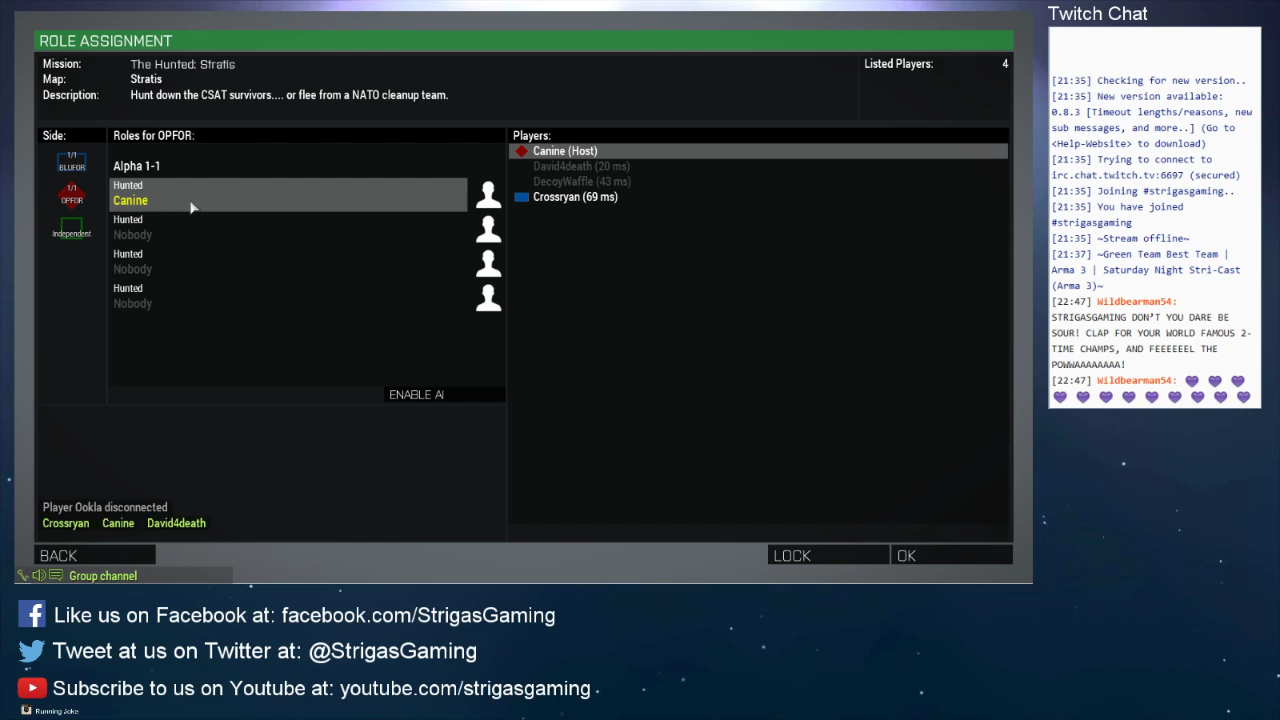 Twitch Chat
ROLE ASSIGNMENT
Mission: The Hunted: Stratis
Listed Players: 4
Map: Stratis
Description: Hunt down the CSAT survivors.... or flee from a NATO cleanup team.
Side:
Roles for OPFOR:
Players:
1/1
BLUFOR
1/1
OPFOR
Independent
Alpha 1-1
Hunted
Canine
Hunted
Nobody
Hunted
Nobody
Hunted
Nobody
ENABLE AI
Canine (Host)
David4death (20 ms)
DecoyWaffle (43 ms)
Crossryan (69 ms)
Player Ookla disconnected
Crossryan Canine David4death
BACK
LOCK
OK
Group channel
[21:35] Checking for new version..
[21:35] New version available:
0.8.3 [Timeout lengths/reasons, new
sub messages, and more..] (Go to
<Help-Website> to download)
[21:35] Trying to connect to
irc.chat.twitch.tv:6697 (secured)
[21:35] Joining #strigasgaming..
[21:35] You have joined
#strigasgaming
[21:35] ~Stream offline~
[21:37] ~Green Team Best Team |
Arma 3 | Saturday Night Stri-Cast
(Arma 3)~
[22:47] Wildbearman54:
STRIGASGAMING DON'T YOU DARE BE
SOUR! CLAP FOR YOUR WORLD FAMOUS 2-
TIME CHAMPS, AND FEEEEEL THE
POWWAAAAAAAA!
[22:47] Wildbearman54: 💜 💜 💜
💜 💜 💜 💜 💜 💜 💜 💜 💜
Like us on Facebook at: facebook.com/StrigasGaming
Tweet at us on Twitter at: @StrigasGaming
Subscribe to us on Youtube at: youtube.com/strigasgaming
Running Joke